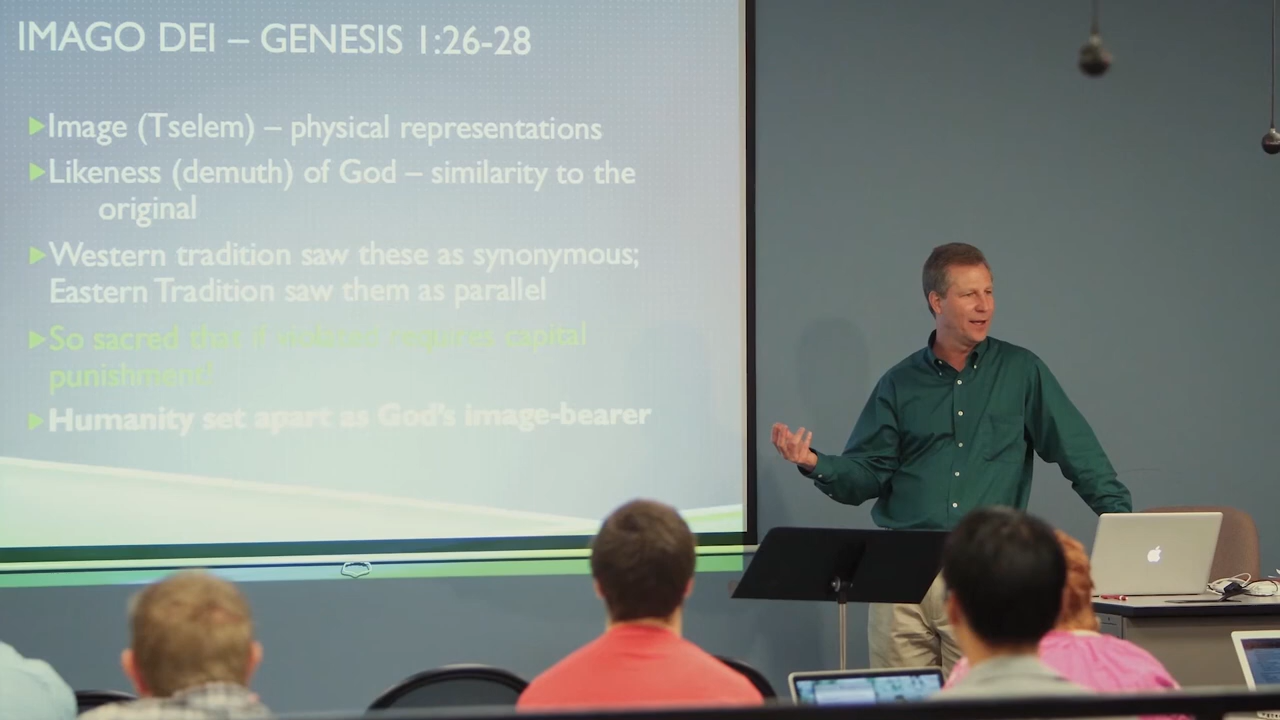 IMAGO DEI – GENESIS 1:26-28
Image (Tselem) – physical representations
Likeness (demuth) of God – similarity to the
original
Western tradition saw these as synonymous;
Eastern Tradition saw them as parallel
So sacred that if violated requires capital
punishment!
Humanity set apart as God's image-bearer